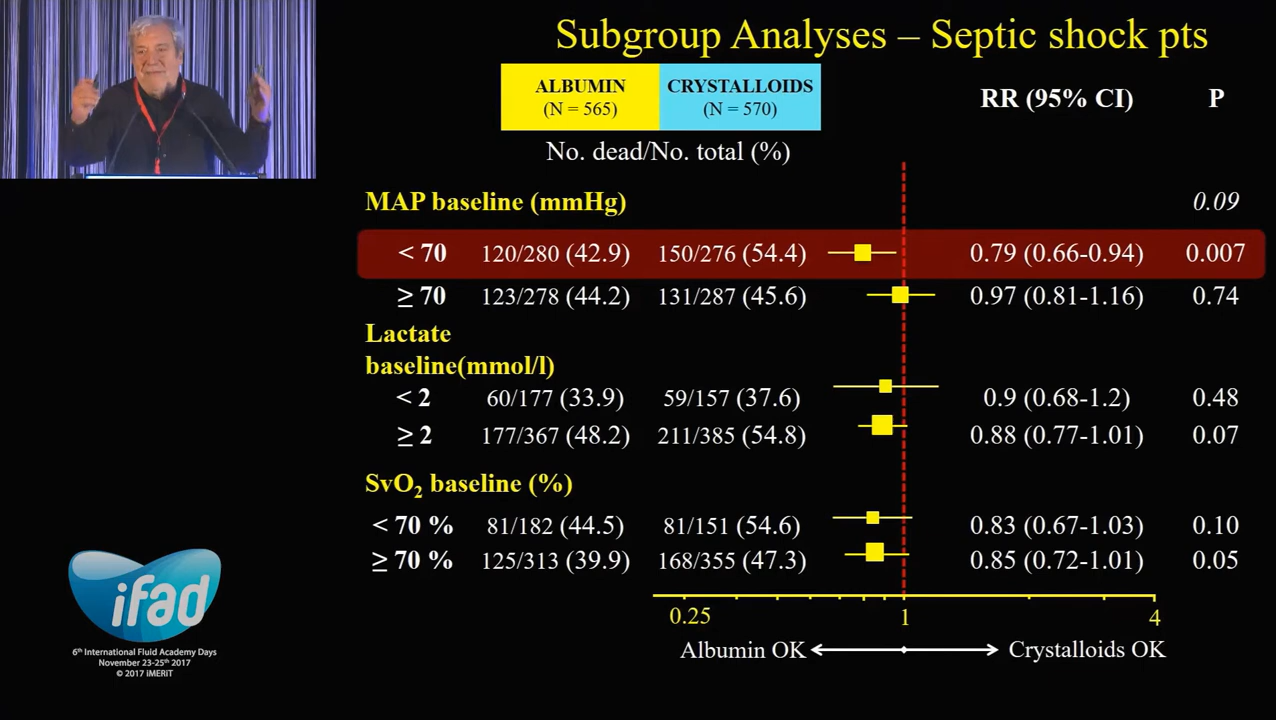 Subgroup Analyses – Septic shock pts
ALBUMIN CRYSTALLOIDS RR (95% CI) P
(N = 565) (N = 570)
No. dead/No. total (%)
MAP baseline (mmHg) 0.09
< 70 120/280 (42.9) 150/276 (54.4) 0.79 (0.66-0.94) 0.007
≥ 70 123/278 (44.2) 131/287 (45.6) 0.97 (0.81-1.16) 0.74
Lactate
baseline(mmol/l)
< 2 60/177 (33.9) 59/157 (37.6) 0.9 (0.68-1.2) 0.48
≥ 2 177/367 (48.2) 211/385 (54.8) 0.88 (0.77-1.01) 0.07
SvO₂ baseline (%)
< 70 % 81/182 (44.5) 81/151 (54.6) 0.83 (0.67-1.03) 0.10
≥ 70 % 125/313 (39.9) 168/355 (47.3) 0.85 (0.72-1.01) 0.05
0.25 1 4
Albumin OK Crystalloids OK
ifad
6th International Fluid Academy Days
November 23-25th 2017
© 2017 iMERiT